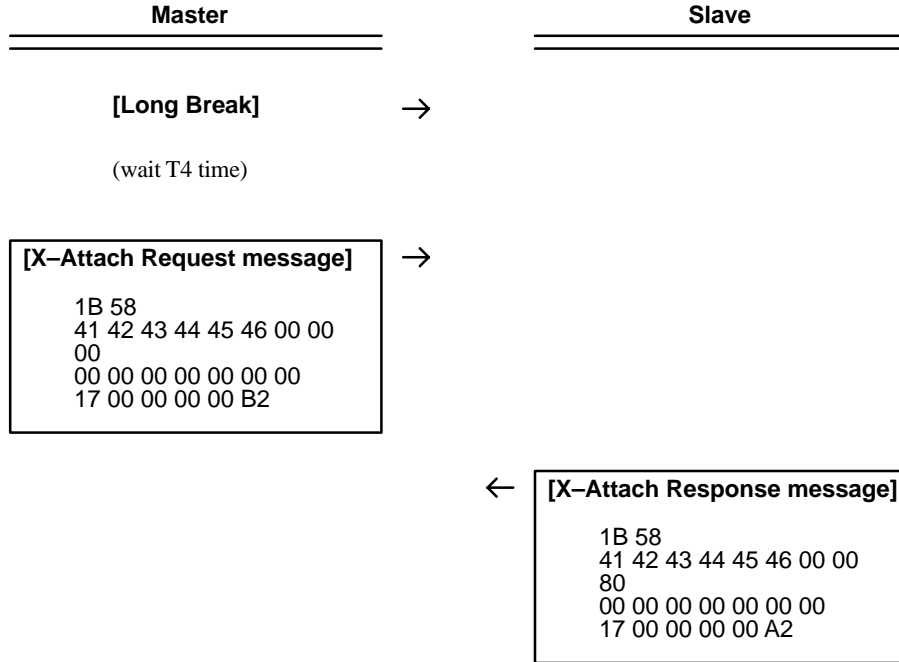 Master
Slave
[Long Break] →
(wait T4 time)
[X–Attach Request message] →
1B 58
41 42 43 44 45 46 00 00
00
00 00 00 00 00 00 00
17 00 00 00 00 B2
← [X–Attach Response message]
1B 58
41 42 43 44 45 46 00 00
80
00 00 00 00 00 00 00
17 00 00 00 00 A2